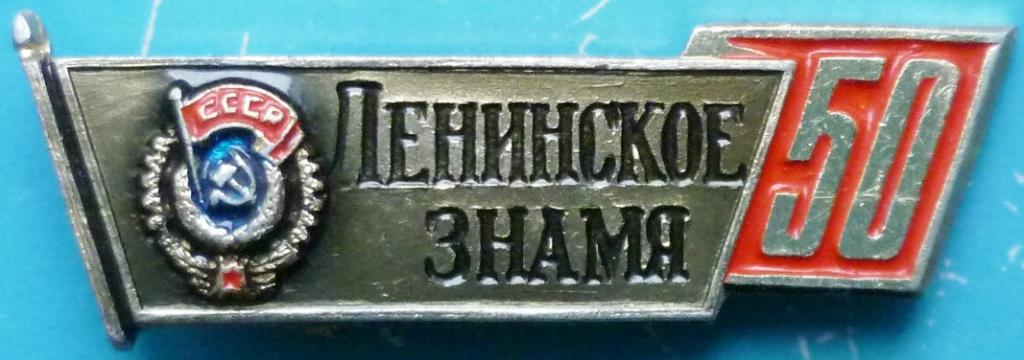 СССР
Ленинское
знамя
50